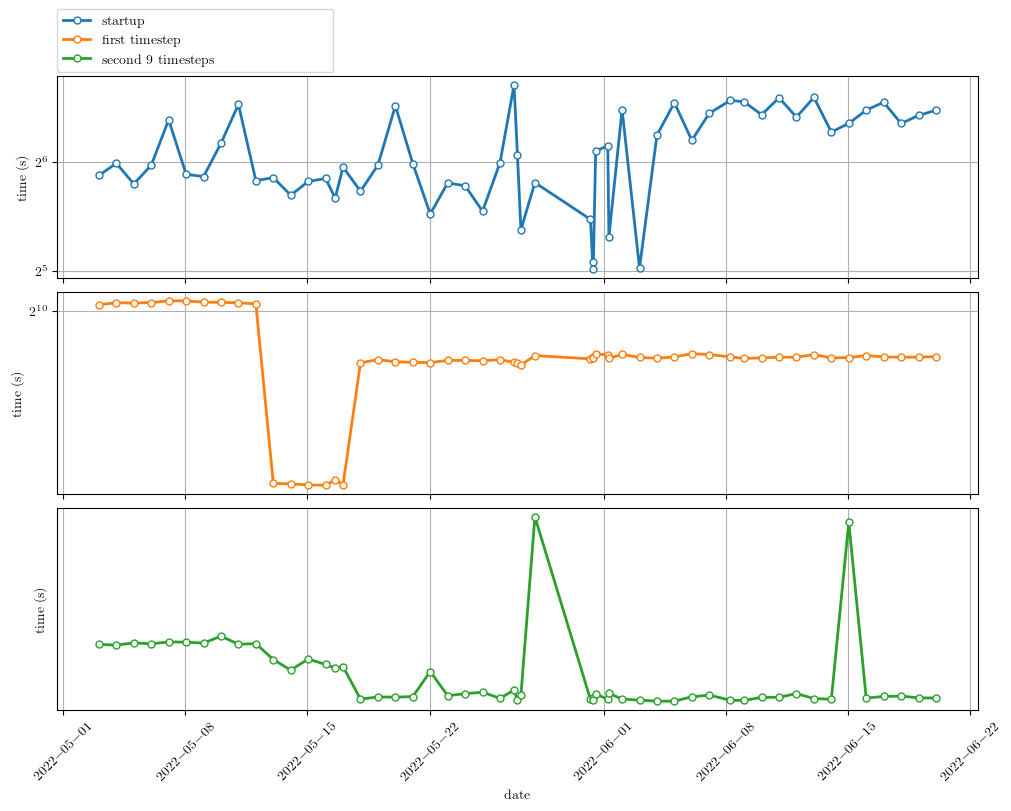 startup
first timestep
second 9 timesteps
time (s)
2^6
2^5
time (s)
2^10
time (s)
2022−05−01
2022−05−08
2022−05−15
2022−05−22
2022−06−01
2022−06−08
2022−06−15
2022−06−22
date